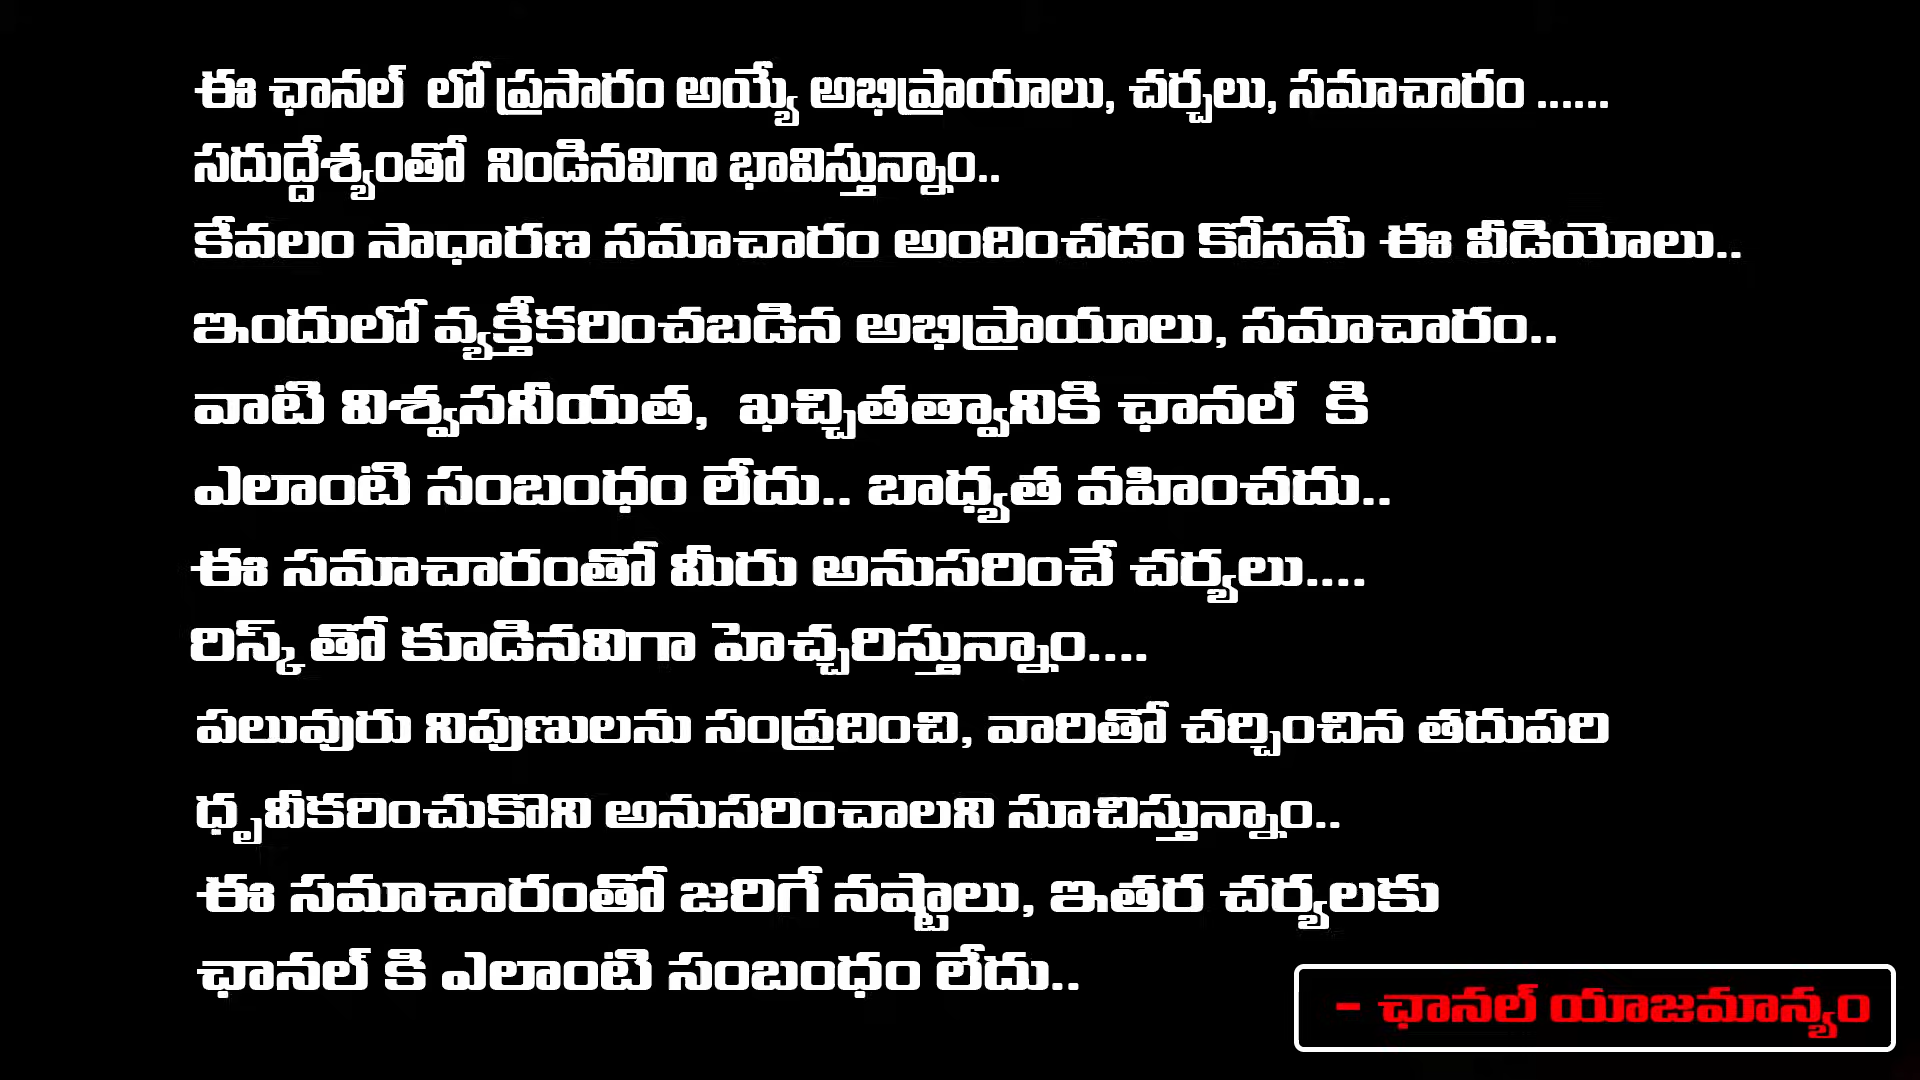 ఈ ఛానల్ లో ప్రసారం అయ్యే అభిప్రాయాలు, చర్చలు, సమాచారం ......
సదుద్దేశ్యంతో నిండినవిగా భావిస్తున్నాం..
కేవలం సాధారణ సమాచారం అందించడం కోసమే ఈ వీడియోలు..
ఇందులో వ్యక్తీకరించబడిన అభిప్రాయాలు, సమాచారం..
వాటి విశ్వసనీయత, ఖచ్చితత్వానికి ఛానల్ కి
ఎలాంటి సంబంధం లేదు.. బాధ్యత వహించదు..
ఈ సమాచారంతో మీరు అనుసరించే చర్యలు....
రిస్క్ తో కూడినవిగా హెచ్చరిస్తున్నాం....
పలువురు నిపుణులను సంప్రదించి, వారితో చర్చించిన తదుపరి
ధృవీకరించుకొని అనుసరించాలని సూచిస్తున్నాం..
ఈ సమాచారంతో జరిగే నష్టాలు, ఇతర చర్యలకు
ఛానల్ కి ఎలాంటి సంబంధం లేదు..
- ఛానల్ యాజమాన్యం